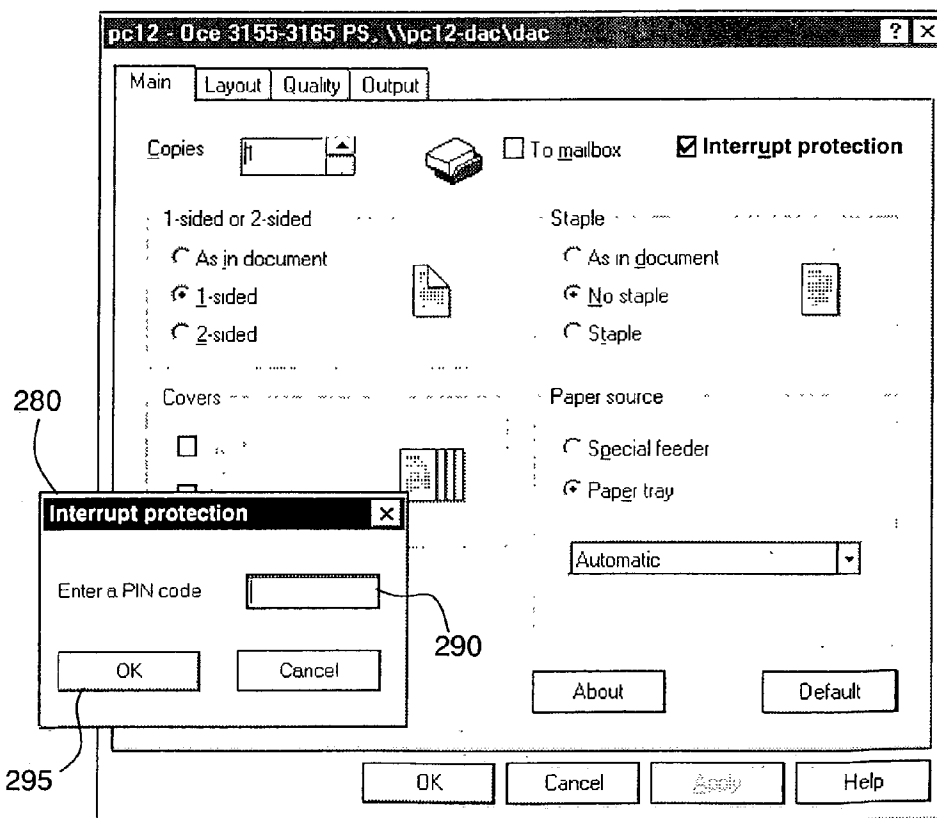 pc12 - Oce 3155-3165 PS, \\pc12-dac\dac ? ×
Main Layout Quality Output
Copies 1 To mailbox Interrupt protection
1-sided or 2-sided Staple
As in document As in document
1-sided No staple
2-sided Staple
280 Covers Paper source
Special feeder
Paper tray
Interrupt protection ×
Automatic
Enter a PIN code
290
OK Cancel
About Default
295
OK Cancel Apply Help